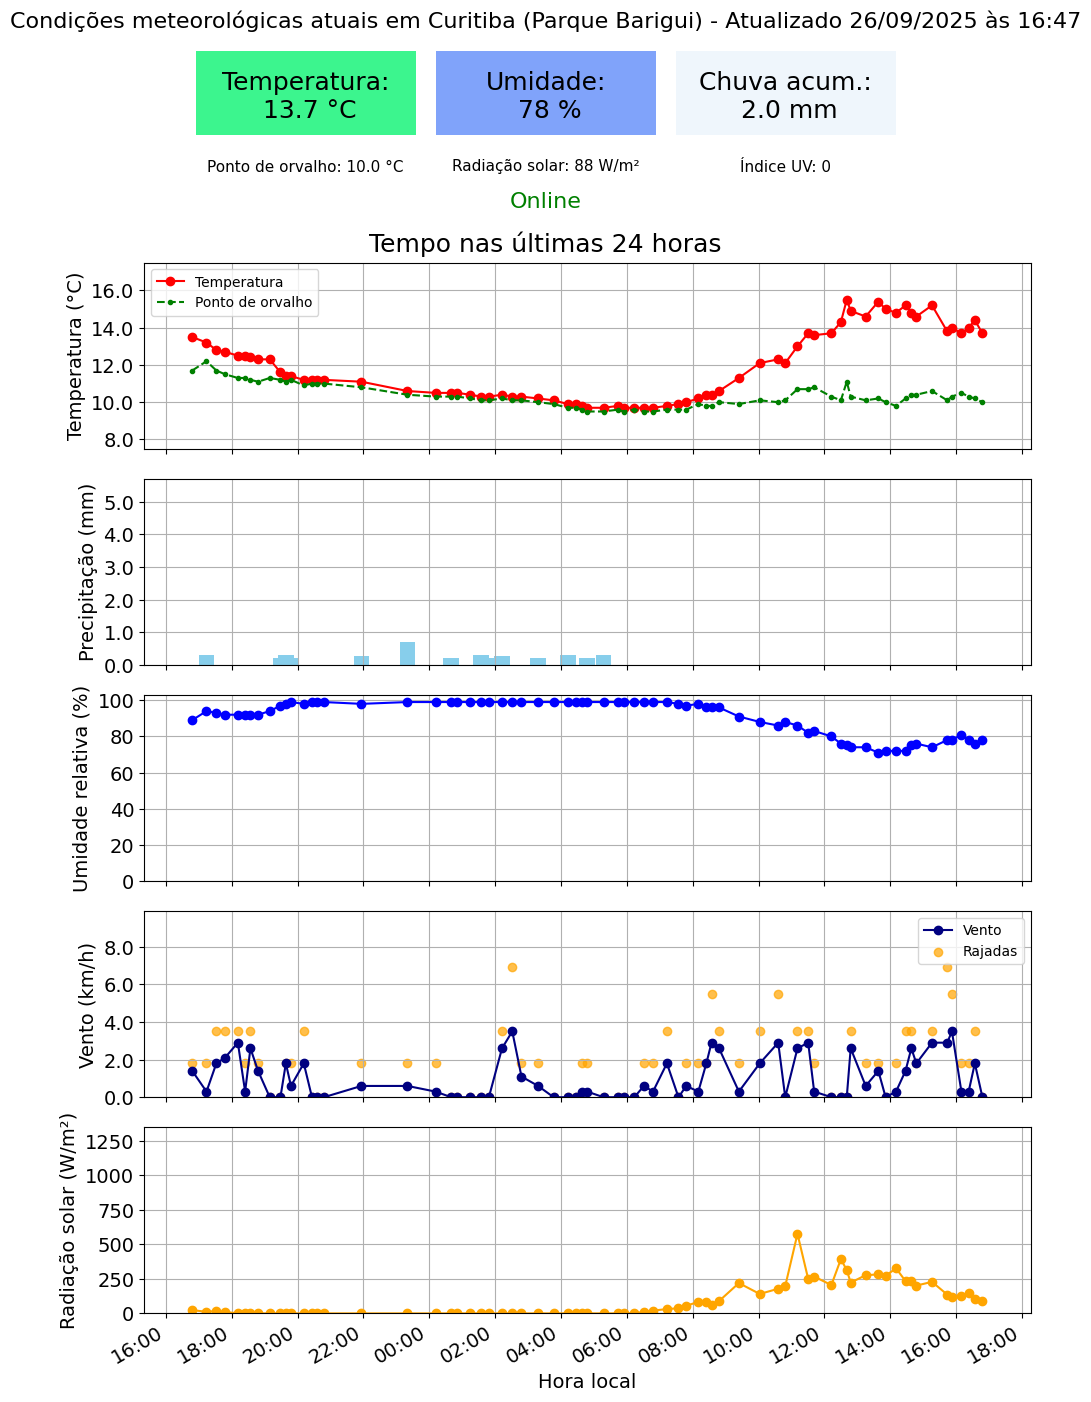 Condições meteorológicas atuais em Curitiba (Parque Barigui) - Atualizado 26/09/2025 às 16:47
Temperatura:
13.7 °C
Umidade:
78 %
Chuva acum.:
2.0 mm
Ponto de orvalho: 10.0 °C
Radiação solar: 88 W/m²
Índice UV: 0
Online
Tempo nas últimas 24 horas
Temperatura (°C)
16.0
14.0
12.0
10.0
8.0
Temperatura
Ponto de orvalho
Precipitação (mm)
5.0
4.0
3.0
2.0
1.0
0.0
Umidade relativa (%)
100
80
60
40
20
0
Vento (km/h)
8.0
6.0
4.0
2.0
0.0
Vento
Rajadas
Radiação solar (W/m²)
1250
1000
750
500
250
0
16:00
18:00
20:00
22:00
00:00
02:00
04:00
06:00
08:00
10:00
12:00
14:00
16:00
18:00
Hora local